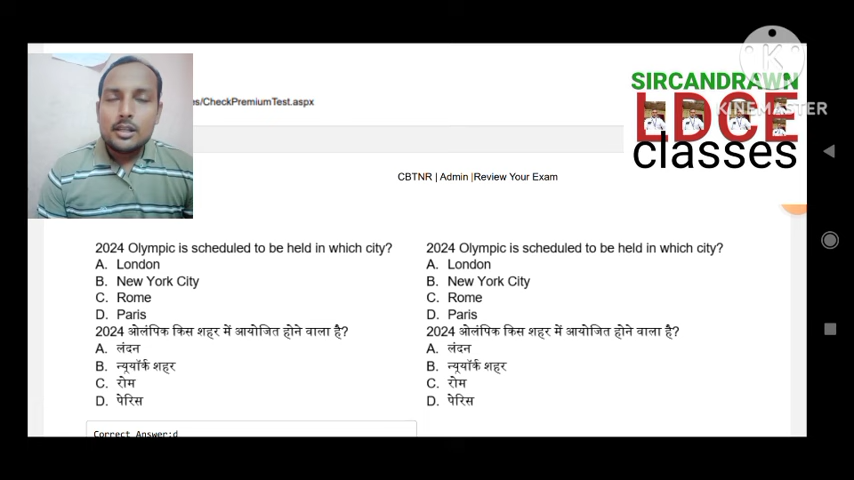 SIRCANDRAWN
LDCE
classes
KINEMASTER
es/CheckPremiumTest.aspx
CBTNR | Admin |Review Your Exam
2024 Olympic is scheduled to be held in which city?
A. London
B. New York City
C. Rome
D. Paris
2024 ओलंपिक किस शहर में आयोजित होने वाला है?
A. लंदन
B. न्यूयॉर्क शहर
C. रोम
D. पेरिस
Correct Answer:d
2024 Olympic is scheduled to be held in which city?
A. London
B. New York City
C. Rome
D. Paris
2024 ओलंपिक किस शहर में आयोजित होने वाला है?
A. लंदन
B. न्यूयॉर्क शहर
C. रोम
D. पेरिस